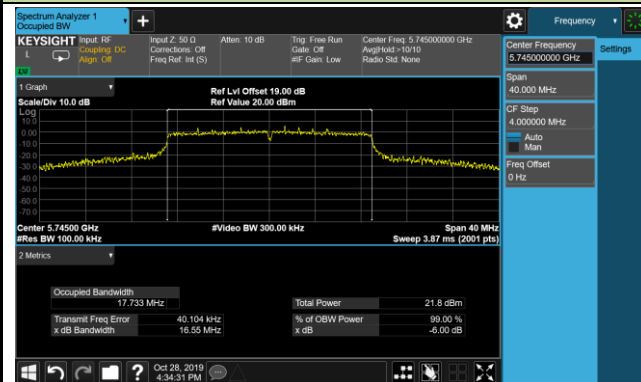 Spectrum Analyzer 1
Occupied BW
Frequency
KEYSIGHT
L
Input: RF
Coupling: DC
Align: Off
Input Z: 50 Ω
Corrections: Off
Freq Ref: Int (S)
Atten: 10 dB
Trig: Free Run
Gate: Off
#IF Gain: Low
Center Freq: 5.745000000 GHz
Avg|Hold:>10/10
Radio Std: None
1 Graph
Scale/Div 10.0 dB
Ref Lvl Offset 19.00 dB
Ref Value 20.00 dBm
Log
10.0
0.00
-10.0
-20.0
-30.0
-40.0
-50.0
-60.0
-70.0
Center 5.74500 GHz
#Res BW 100.00 kHz
#Video BW 300.00 kHz
Span 40 MHz
Sweep 3.87 ms (2001 pts)
2 Metrics
Occupied Bandwidth
17.733 MHz
Transmit Freq Error 40.104 kHz
x dB Bandwidth 16.55 MHz
Total Power 21.8 dBm
% of OBW Power 99.00 %
x dB -6.00 dB
Oct 28, 2019
4:34:31 PM
Center Frequency
5.745000000 GHz
Span
40.000 MHz
CF Step
4.000000 MHz
Auto
Man
Freq Offset
0 Hz
Settings